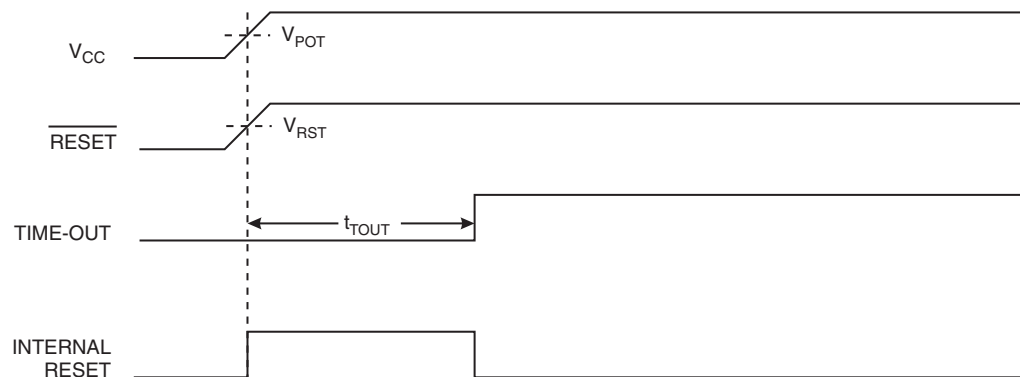 V_CC
V_POT
RESET
V_RST
TIME-OUT
t_TOUT
INTERNAL
RESET